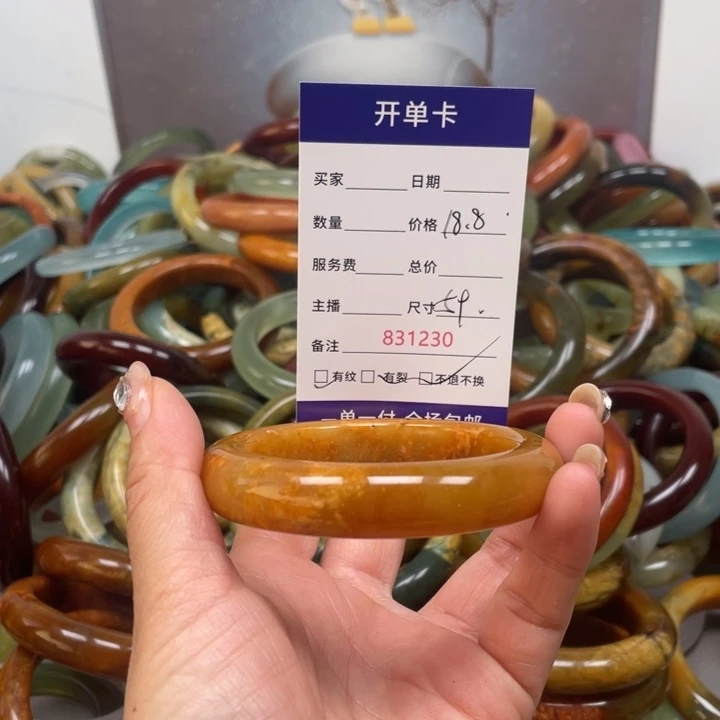 开单卡
买家 日期
数量 价格 18.8
服务费 总价
主播 尺寸 59.
备注 831230
□有纹 □有裂 □不退不换
一单一付 全场包邮